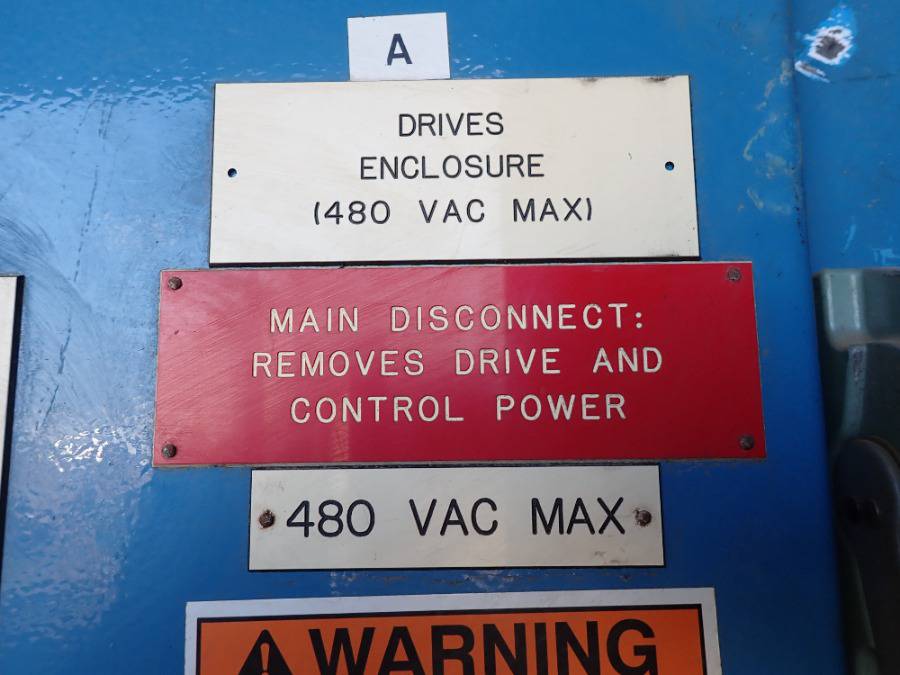 A
DRIVES
ENCLOSURE
(480 VAC MAX)
MAIN DISCONNECT:
REMOVES DRIVE AND
CONTROL POWER
480 VAC MAX
WARNING